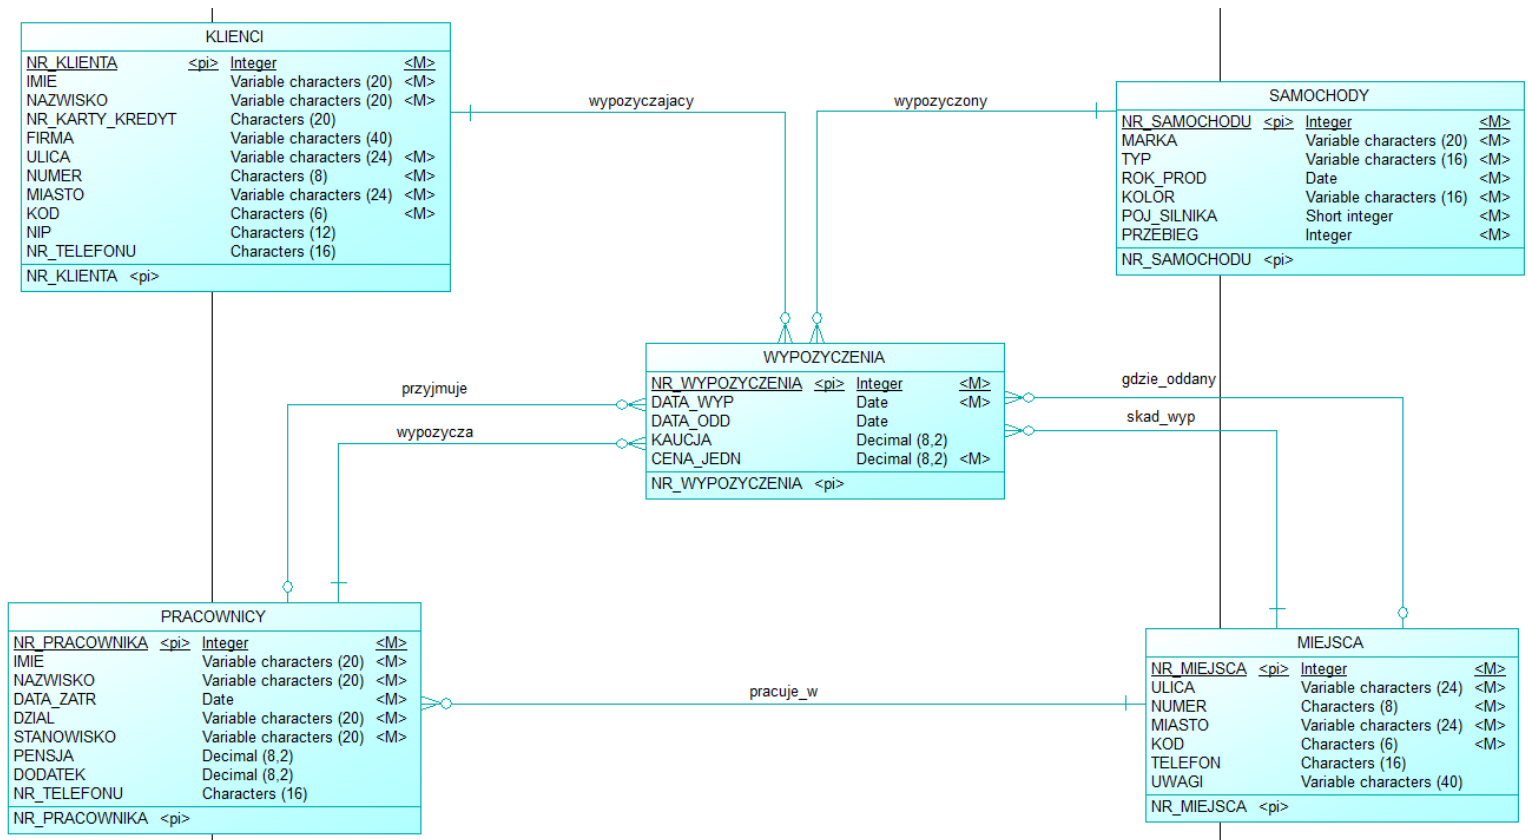 KLIENCI
NR_KLIENTA <pi> Integer <M>
IMIE Variable characters (20) <M>
NAZWISKO Variable characters (20) <M>
NR_KARTY_KREDYT Characters (20)
FIRMA Variable characters (40)
ULICA Variable characters (24) <M>
NUMER Characters (8) <M>
MIASTO Variable characters (24) <M>
KOD Characters (6) <M>
NIP Characters (12)
NR_TELEFONU Characters (16)
NR_KLIENTA <pi>
wypozyczajacy
wypozyczony
SAMOCHODY
NR_SAMOCHODU <pi> Integer <M>
MARKA Variable characters (20) <M>
TYP Variable characters (16) <M>
ROK_PROD Date <M>
KOLOR Variable characters (16) <M>
POJ_SILNIKA Short integer <M>
PRZEBIEG Integer <M>
NR_SAMOCHODU <pi>
WYPOZYCZENIA
NR_WYPOZYCZENIA <pi> Integer <M>
DATA_WYP Date <M>
DATA_ODD Date
KAUCJA Decimal (8,2)
CENA_JEDN Decimal (8,2) <M>
NR_WYPOZYCZENIA <pi>
przyjmuje
wypozycza
gdzie_oddany
skad_wyp
PRACOWNICY
NR_PRACOWNIKA <pi> Integer <M>
IMIE Variable characters (20) <M>
NAZWISKO Variable characters (20) <M>
DATA_ZATR Date <M>
DZIAL Variable characters (20) <M>
STANOWISKO Variable characters (20) <M>
PENSJA Decimal (8,2)
DODATEK Decimal (8,2)
NR_TELEFONU Characters (16)
NR_PRACOWNIKA <pi>
pracuje_w
MIEJSCA
NR_MIEJSCA <pi> Integer <M>
ULICA Variable characters (24) <M>
NUMER Characters (8) <M>
MIASTO Variable characters (24) <M>
KOD Characters (6) <M>
TELEFON Characters (16)
UWAGI Variable characters (40)
NR_MIEJSCA <pi>